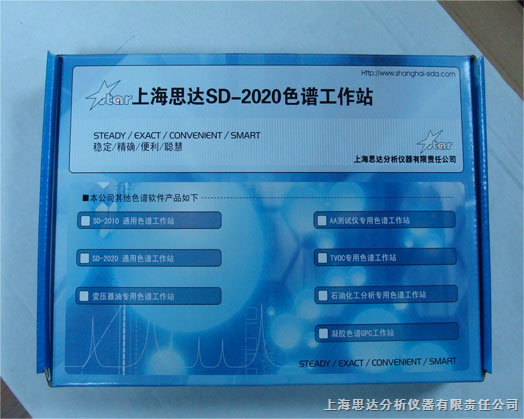 Http://www.shanghai-sida.com
star 上海思达SD-2020色谱工作站
STEADY / EXACT / CONVENIENT / SMART
稳定/精确/便利/聪慧
star
上海思达分析仪器有限责任公司
■本公司其他色谱软件产品如下
SD-2010 通用色谱工作站
AA测试仪专用色谱工作站
SD-2020 通用色谱工作站
TVOC专用色谱工作站
变压器油专用色谱工作站
石油化工分析专用色谱工作站
凝胶色谱GPC工作站
STEADY / EXACT / CONVENIENT / SMART
上海思达分析仪器有限责任公司